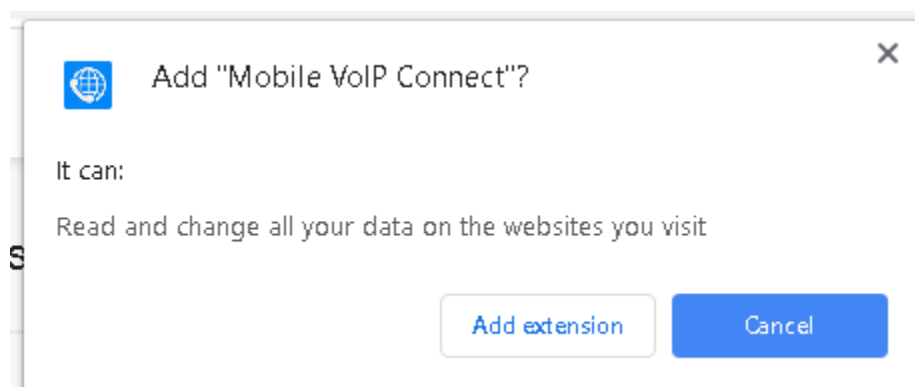 Add "Mobile VoIP Connect"?
It can:
Read and change all your data on the websites you visit
s
Add extension
Cancel